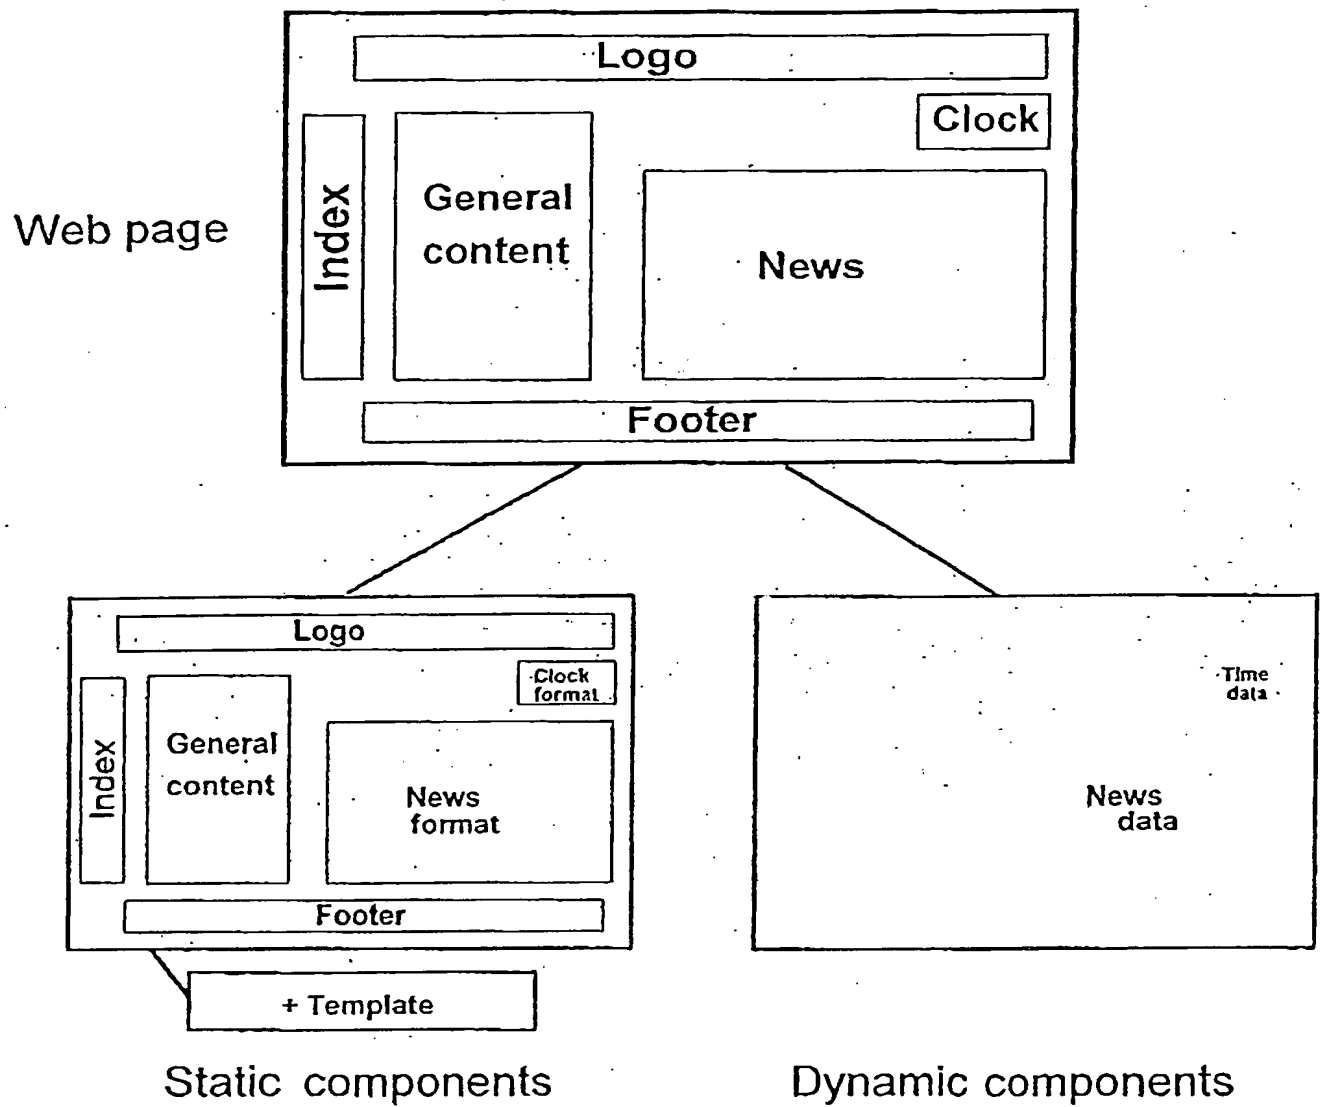 Logo
Clock
Web page
Index
General
content
News
Footer
Logo
Clock
format
Index
General
content
News
format
Footer
+ Template
Static components
Time
data
News
data
Dynamic components